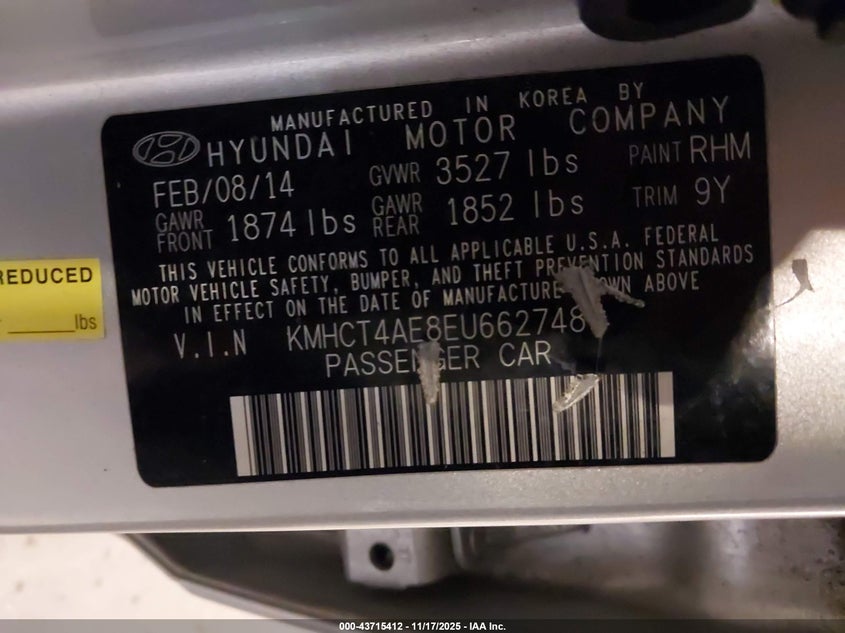 MANUFACTURED IN KOREA BY
HYUNDAI MOTOR COMPANY
FEB/08/14 GVWR 3527 lbs PAINT RHM
GAWR FRONT 1874 lbs GAWR REAR 1852 lbs TRIM 9Y
THIS VEHICLE CONFORMS TO ALL APPLICABLE U.S.A. FEDERAL
MOTOR VEHICLE SAFETY, BUMPER, AND THEFT PREVENTION STANDARDS
IN EFFECT ON THE DATE OF MANUFACTURE SHOWN ABOVE
V.I.N KMHCT4AE8EU662748
PASSENGER CAR
REDUCED
_______lbs
000-43715412 - 11/17/2025 - IAA Inc.